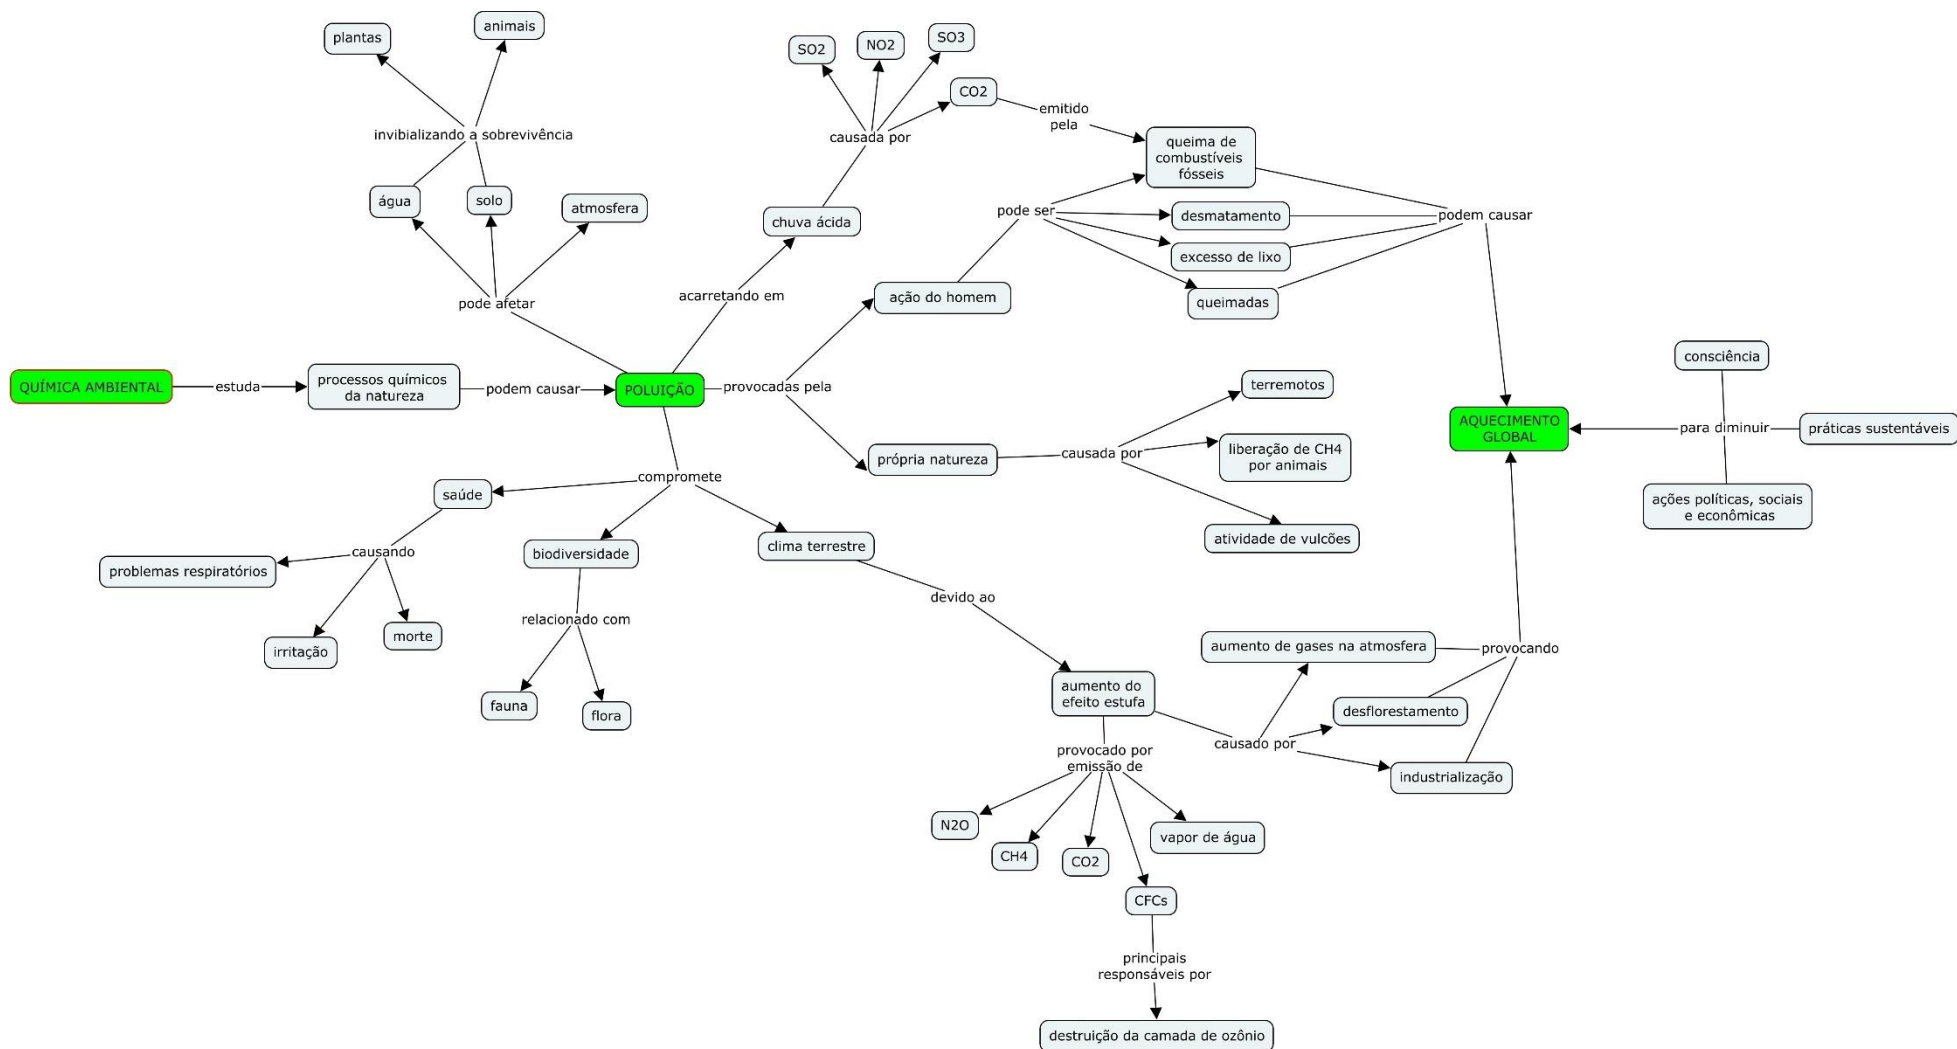 animais
plantas
SO2
NO2
SO3
CO2
emitido
pela
invibializando a sobrevivência
causada por
queima de
combustíveis
fósseis
água
solo
atmosfera
chuva ácida
pode ser
desmatamento
podem causar
excesso de lixo
pode afetar
acarretando em
ação do homem
queimadas
QUÍMICA AMBIENTAL
estuda
processos químicos
da natureza
podem causar
POLUIÇÃO
provocadas pela
terremotos
consciência
AQUECIMENTO
GLOBAL
para diminuir
práticas sustentáveis
própria natureza
causada por
liberação de CH4
por animais
compromete
saúde
ações políticas, sociais
e econômicas
atividade de vulcões
causando
biodiversidade
clima terrestre
problemas respiratórios
devido ao
relacionado com
morte
irritação
aumento de gases na atmosfera
provocando
fauna
flora
aumento do
efeito estufa
desflorestamento
causado por
provocado por
emissão de
industrialização
N2O
CH4
CO2
vapor de água
CFCs
principais
responsáveis por
destruição da camada de ozônio